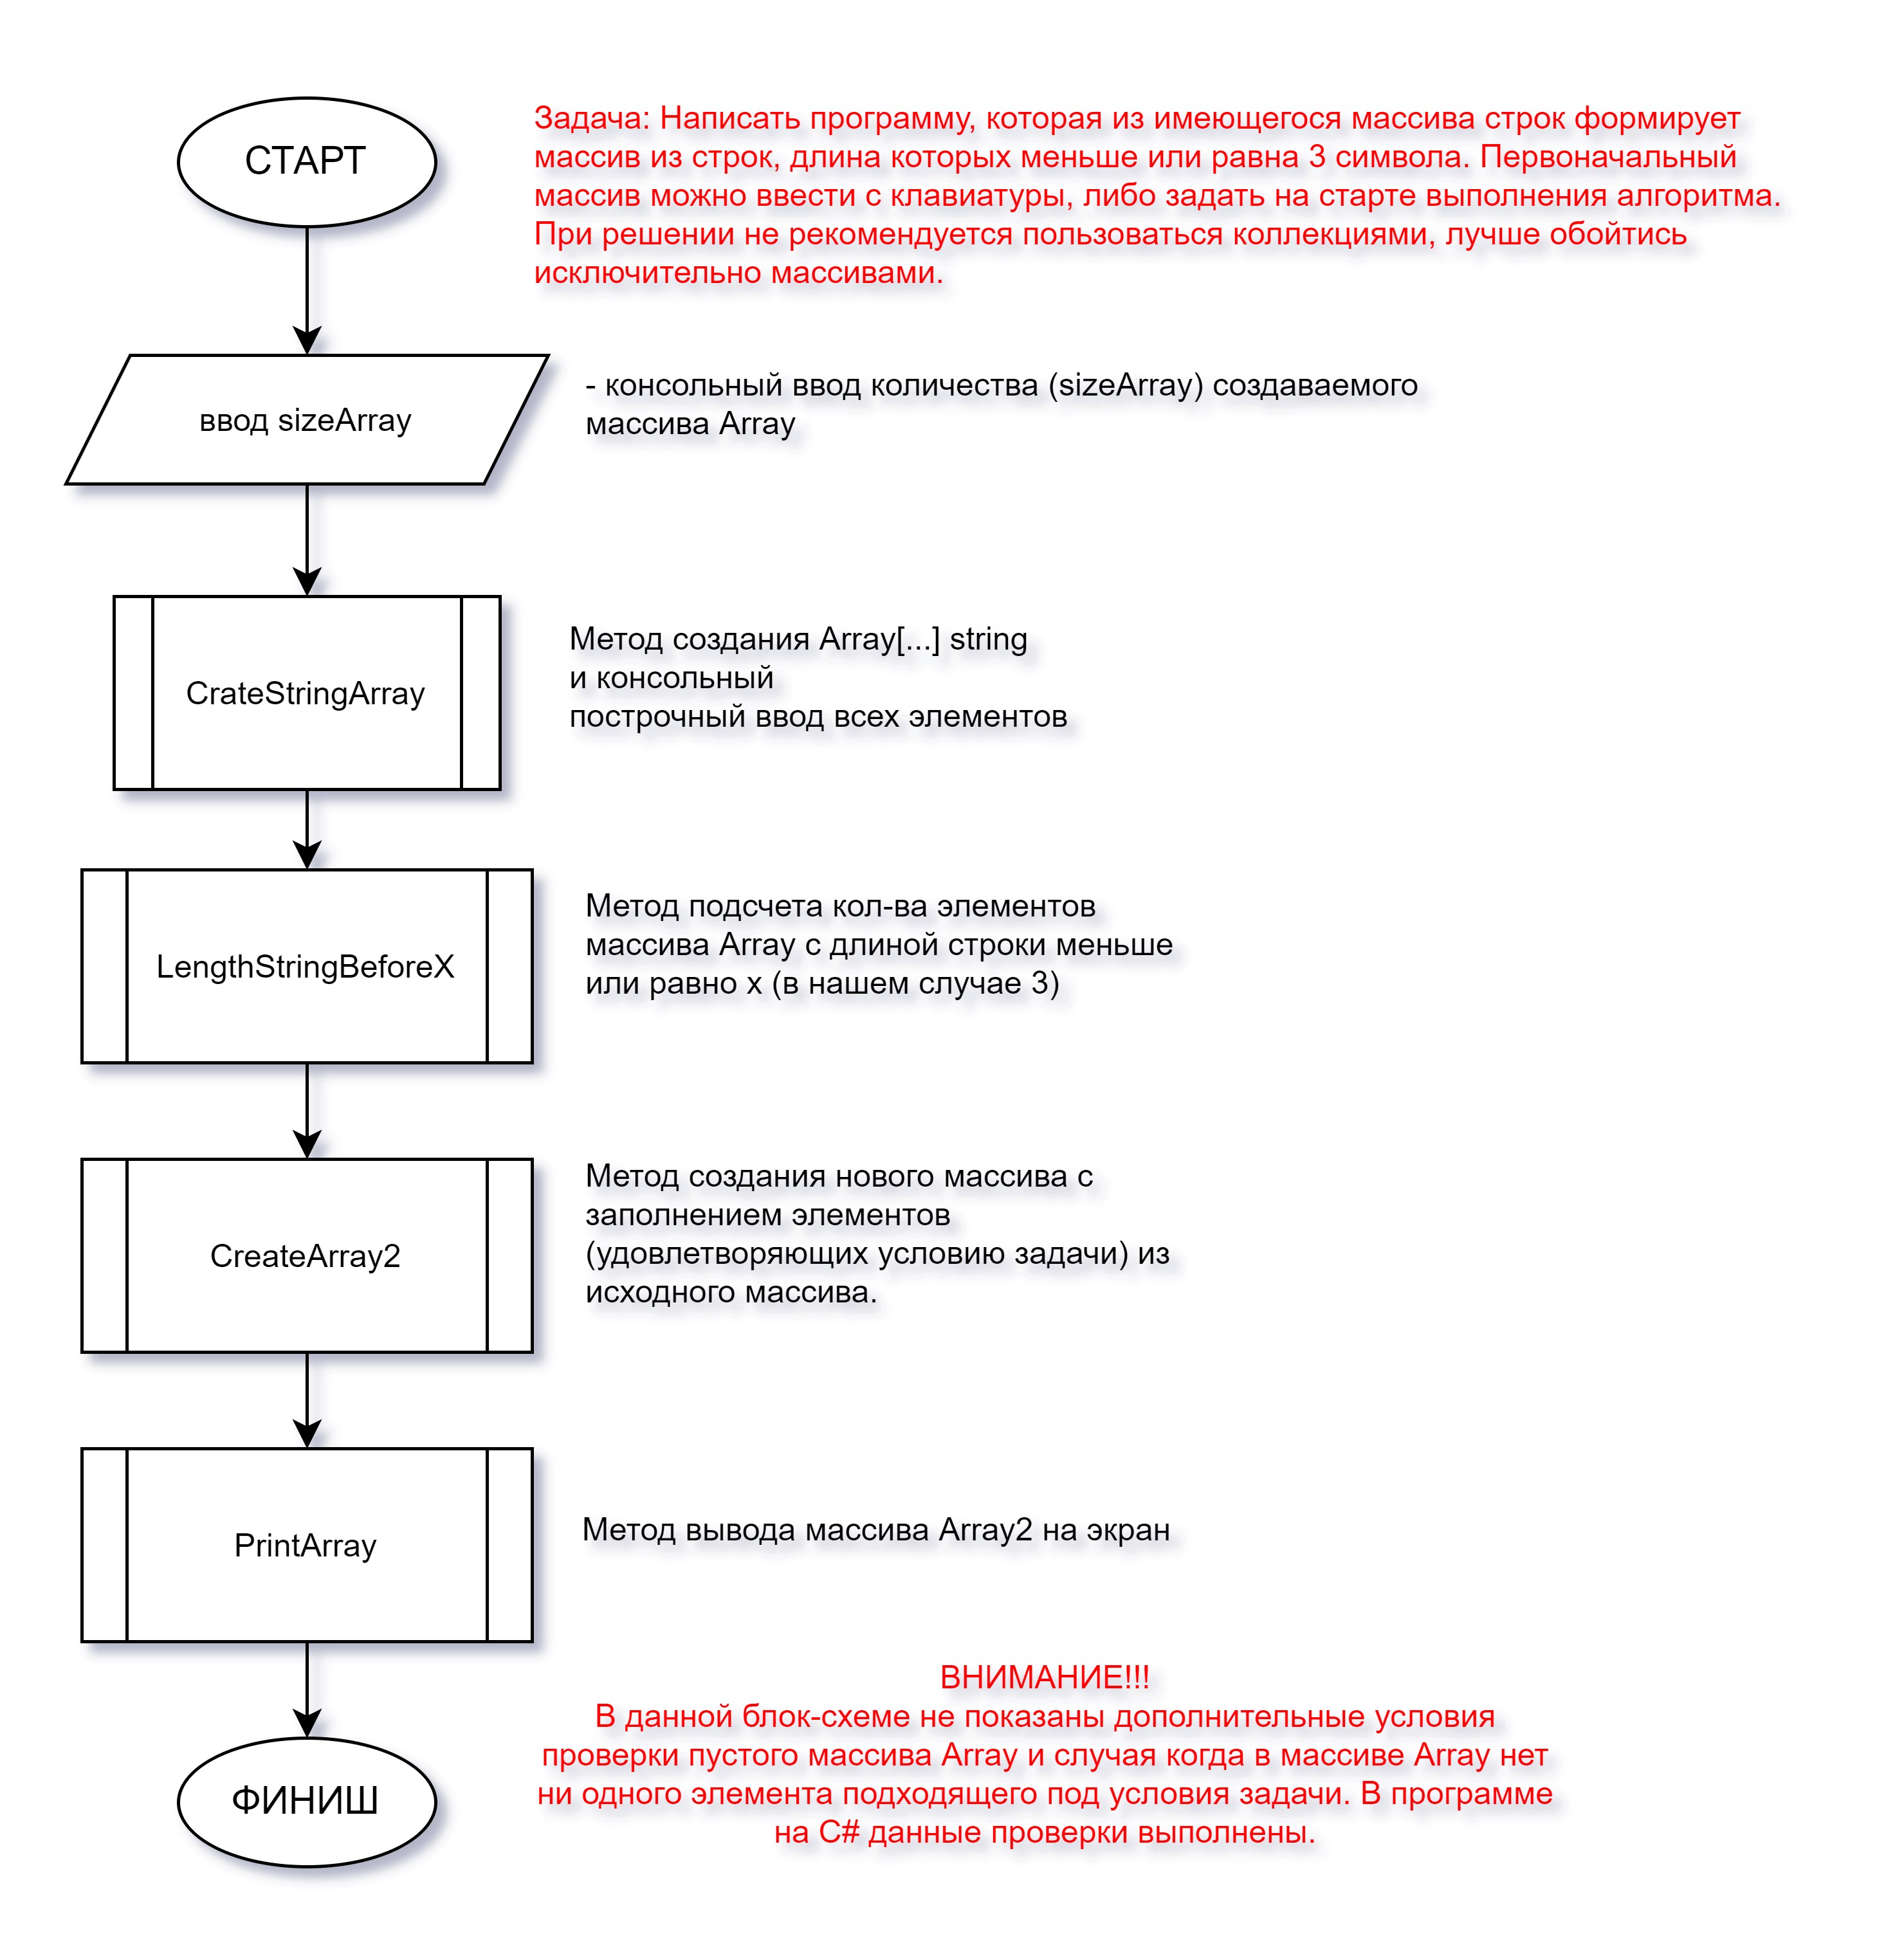 СТАРТ
Задача: Написать программу, которая из имеющегося массива строк формирует
массив из строк, длина которых меньше или равна 3 символа. Первоначальный
массив можно ввести с клавиатуры, либо задать на старте выполнения алгоритма.
При решении не рекомендуется пользоваться коллекциями, лучше обойтись
исключительно массивами.
ввод sizeArray
- консольный ввод количества (sizeArray) создаваемого
массива Array
CrateStringArray
Метод создания Array[...] string
и консольный
построчный ввод всех элементов
LengthStringBeforeX
Метод подсчета кол-ва элементов
массива Array с длиной строки меньше
или равно x (в нашем случае 3)
CreateArray2
Метод создания нового массива с
заполнением элементов
(удовлетворяющих условию задачи) из
исходного массива.
PrintArray
Метод вывода массива Array2 на экран
ФИНИШ
ВНИМАНИЕ!!!
В данной блок-схеме не показаны дополнительные условия
проверки пустого массива Array и случая когда в массиве Array нет
ни одного элемента подходящего под условия задачи. В программе
на C# данные проверки выполнены.